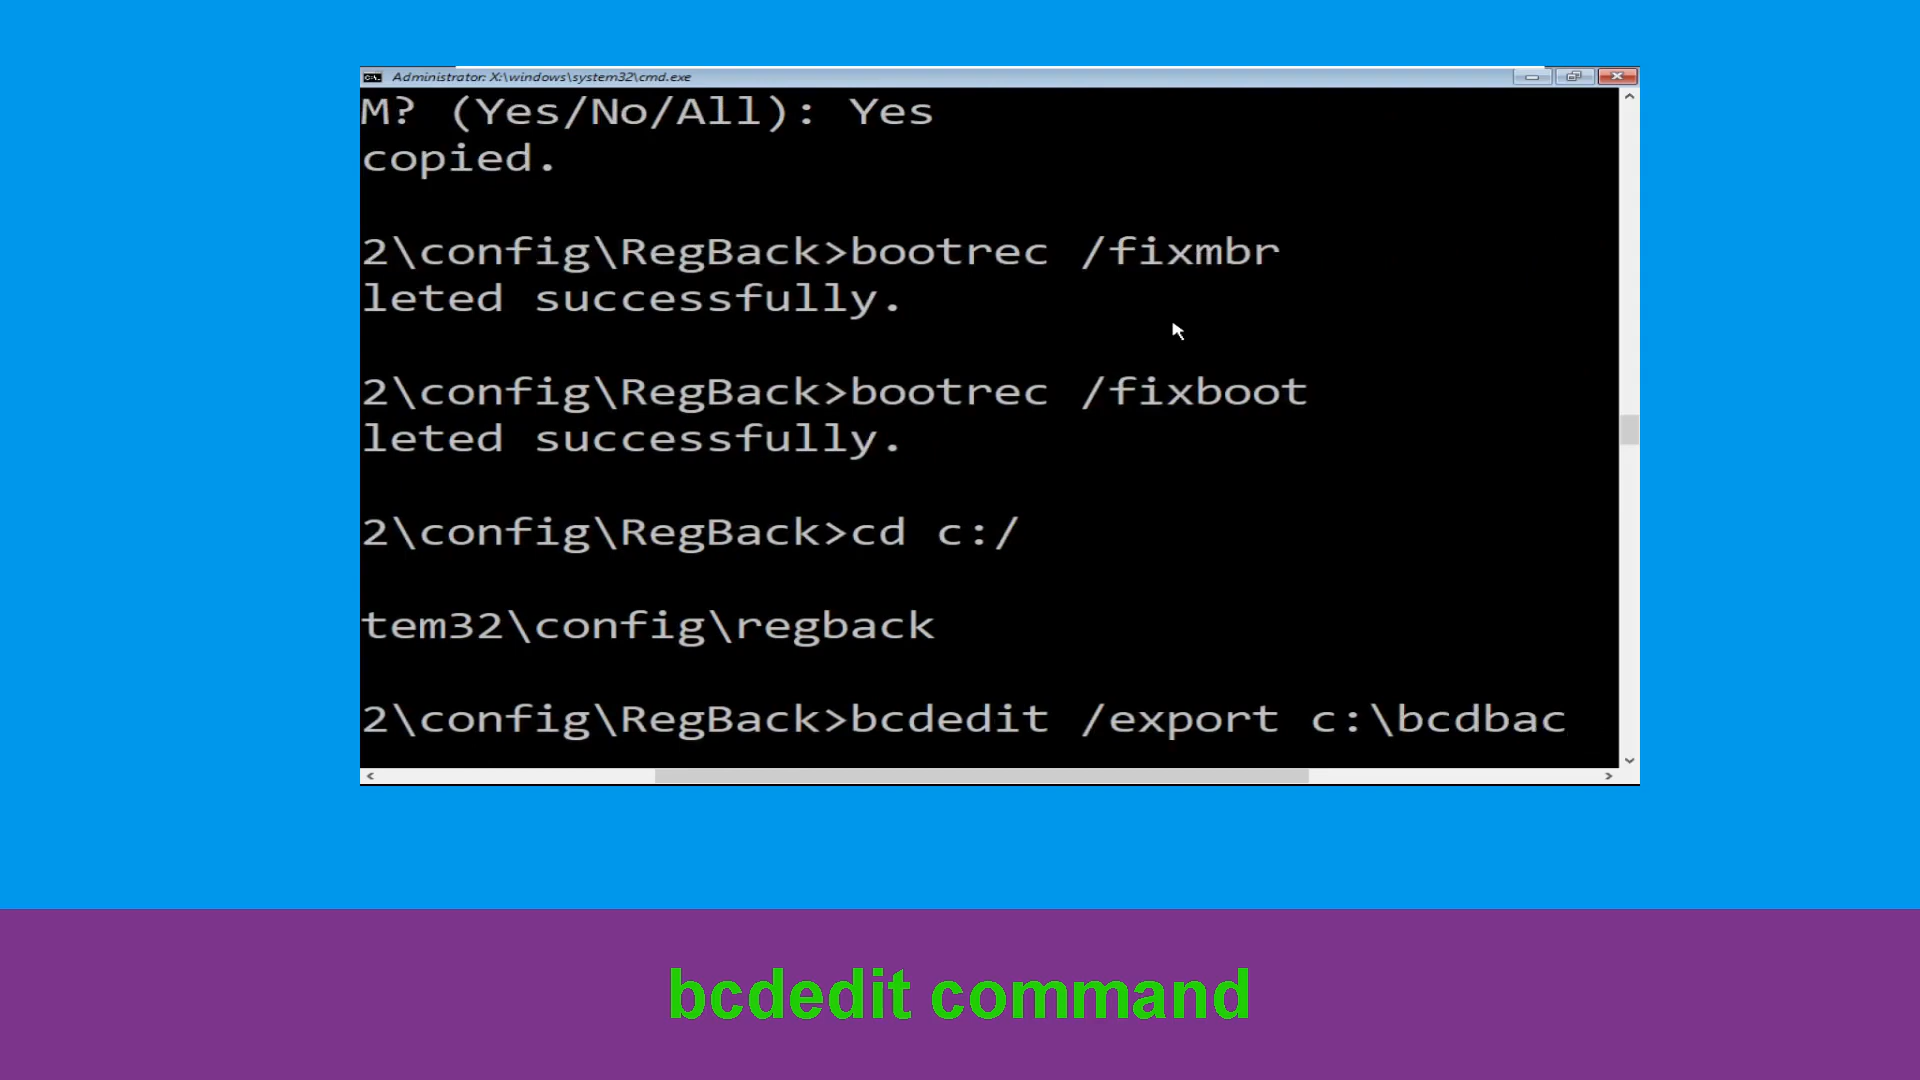 Administrator: X:\windows\system32\cmd.exe
M? (Yes/No/All): Yes
copied.
2\config\RegBack>bootrec /fixmbr
leted successfully.
2\config\RegBack>bootrec /fixboot
leted successfully.
2\config\RegBack>cd c:/
tem32\config\regback
2\config\RegBack>bcdedit /export c:\bcdbac
bcdedit command